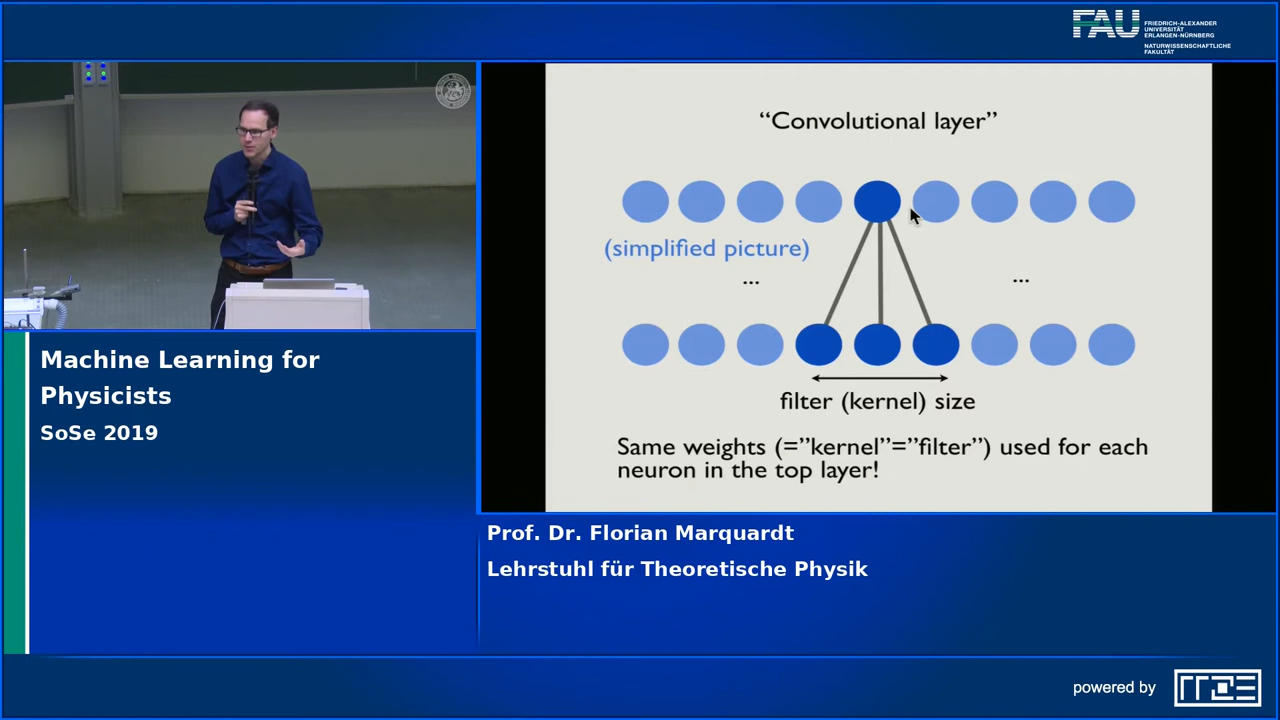 FAU
FRIEDRICH-ALEXANDER
UNIVERSITÄT
ERLANGEN-NÜRNBERG
NATURWISSENSCHAFTLICHE
FAKULTÄT
“Convolutional layer”
(simplified picture)
...
...
filter (kernel) size
Same weights (=”kernel”=”filter”) used for each
neuron in the top layer!
Machine Learning for
Physicists
SoSe 2019
Prof. Dr. Florian Marquardt
Lehrstuhl für Theoretische Physik
powered by
rrze